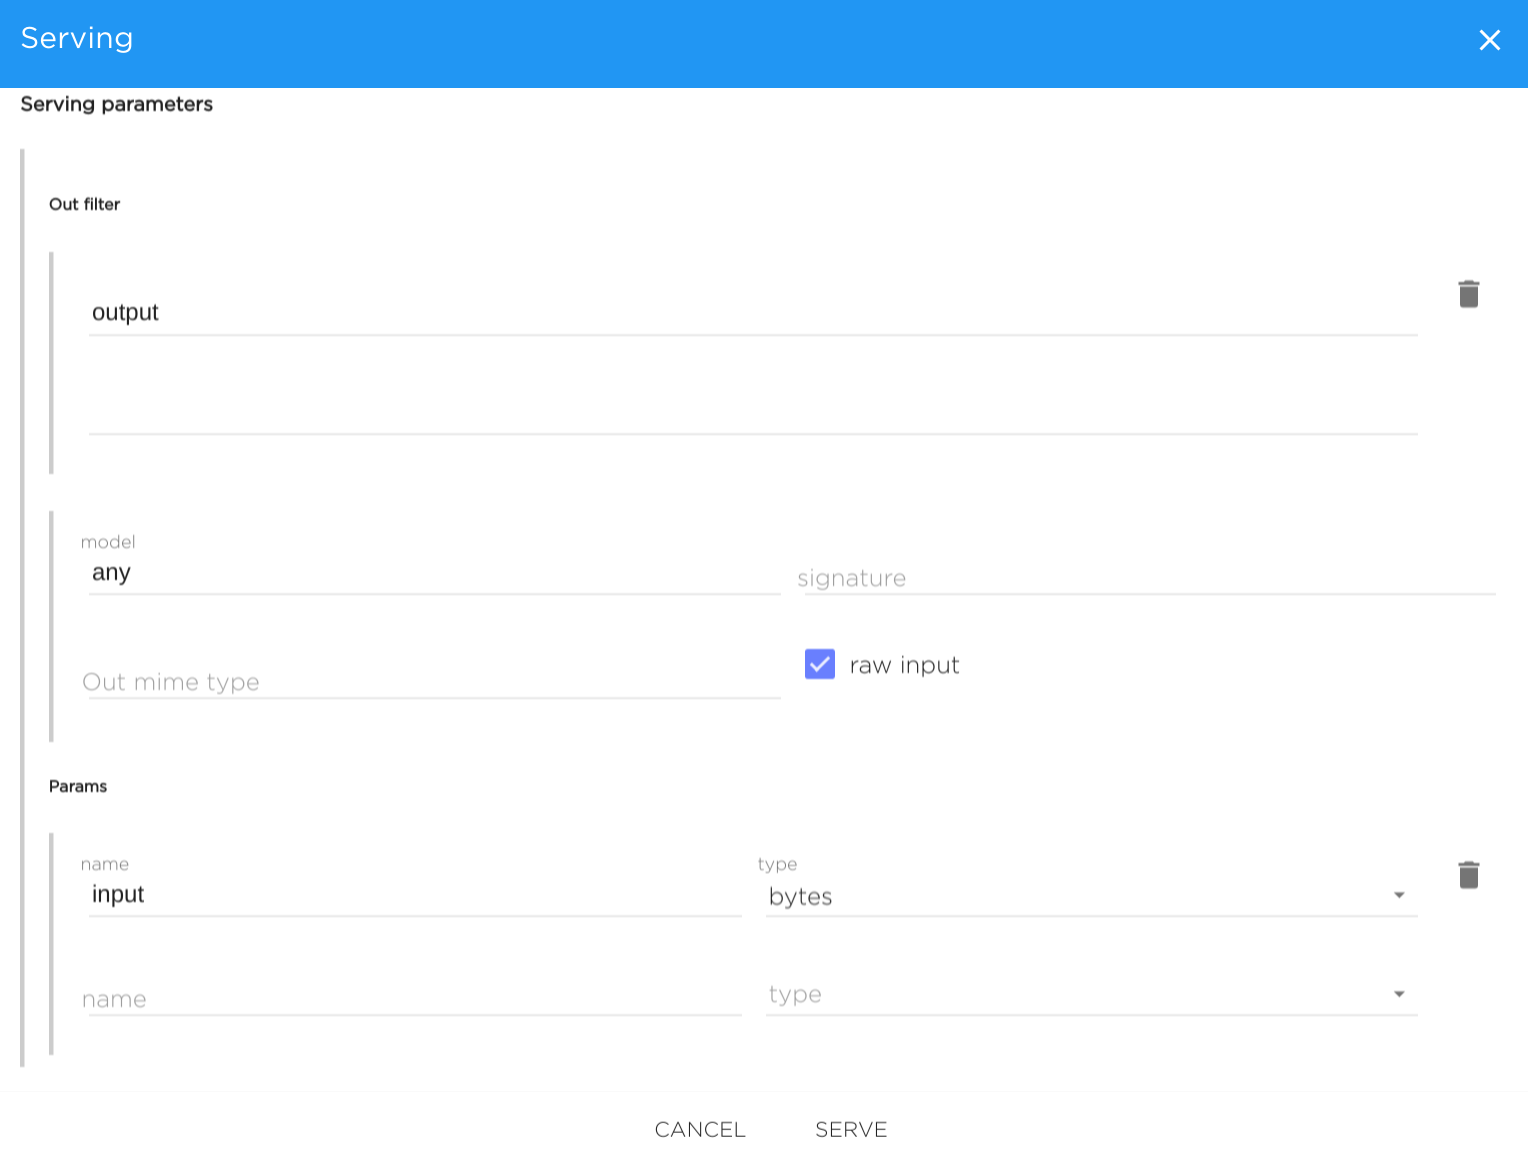 Serving
Serving parameters
Out filter
output
model
any
signature
Out mime type
raw input
Params
name
type
input
bytes
name
type
CANCEL SERVE